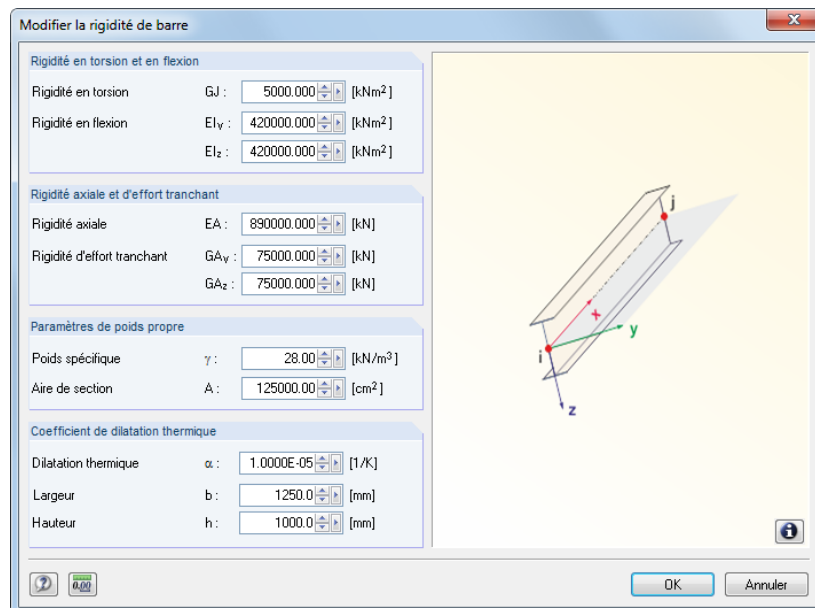 Modifier la rigidité de barre
Rigidité en torsion et en flexion
Rigidité en torsion GJ : 5000.000 [kNm²]
Rigidité en flexion EIy : 420000.000 [kNm²]
EIz : 420000.000 [kNm²]
Rigidité axiale et d'effort tranchant
Rigidité axiale EA : 890000.000 [kN]
Rigidité d'effort tranchant GAy : 75000.000 [kN]
GAz : 75000.000 [kN]
Paramètres de poids propre
Poids spécifique γ : 28.00 [kN/m³]
Aire de section A : 125000.00 [cm²]
Coefficient de dilatation thermique
Dilatation thermique α : 1.0000E-05 [1/K]
Largeur b : 1250.0 [mm]
Hauteur h : 1000.0 [mm]
j
x
y
i
z
0.00
OK Annuler